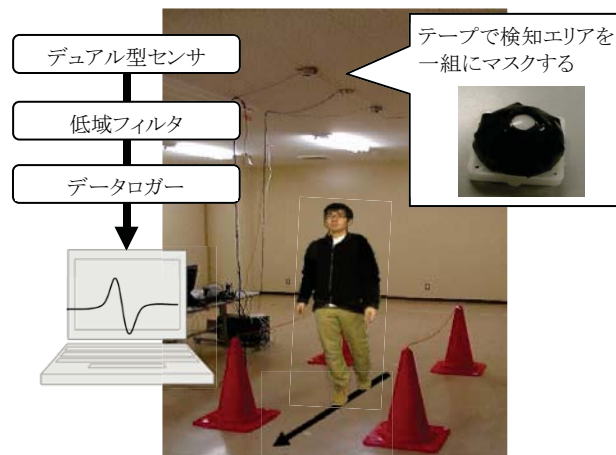 デュアル型センサ
低域フィルタ
データロガー
テープで検知エリアを
一組にマスクする